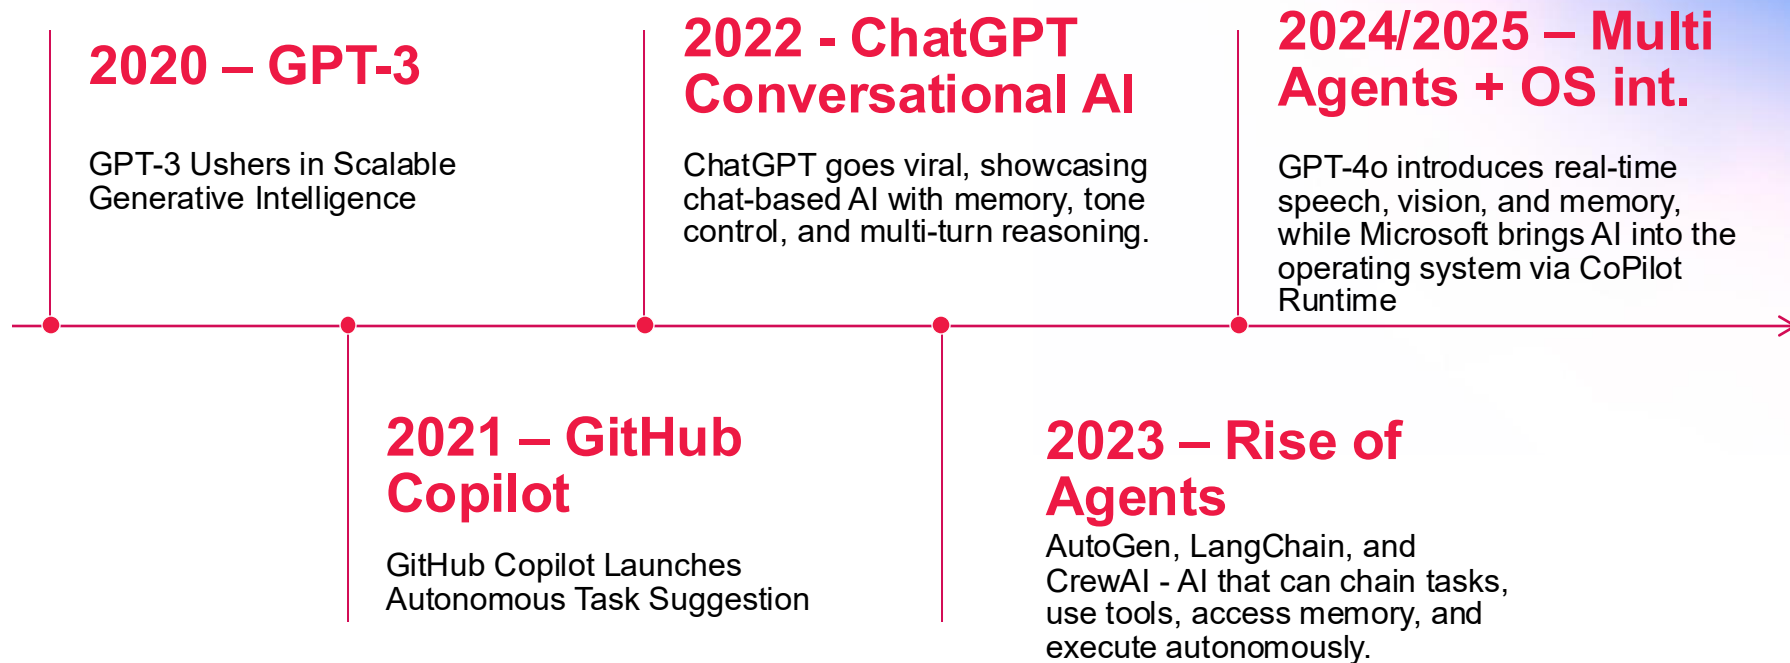 2020 – GPT-3
GPT-3 Ushers in Scalable
Generative Intelligence
2021 – GitHub
Copilot
GitHub Copilot Launches
Autonomous Task Suggestion
2022 - ChatGPT
Conversational AI
ChatGPT goes viral, showcasing
chat-based AI with memory, tone
control, and multi-turn reasoning.
2023 – Rise of
Agents
AutoGen, LangChain, and
CrewAI - AI that can chain tasks,
use tools, access memory, and
execute autonomously.
2024/2025 – Multi
Agents + OS int.
GPT-4o introduces real-time
speech, vision, and memory,
while Microsoft brings AI into the
operating system via CoPilot
Runtime